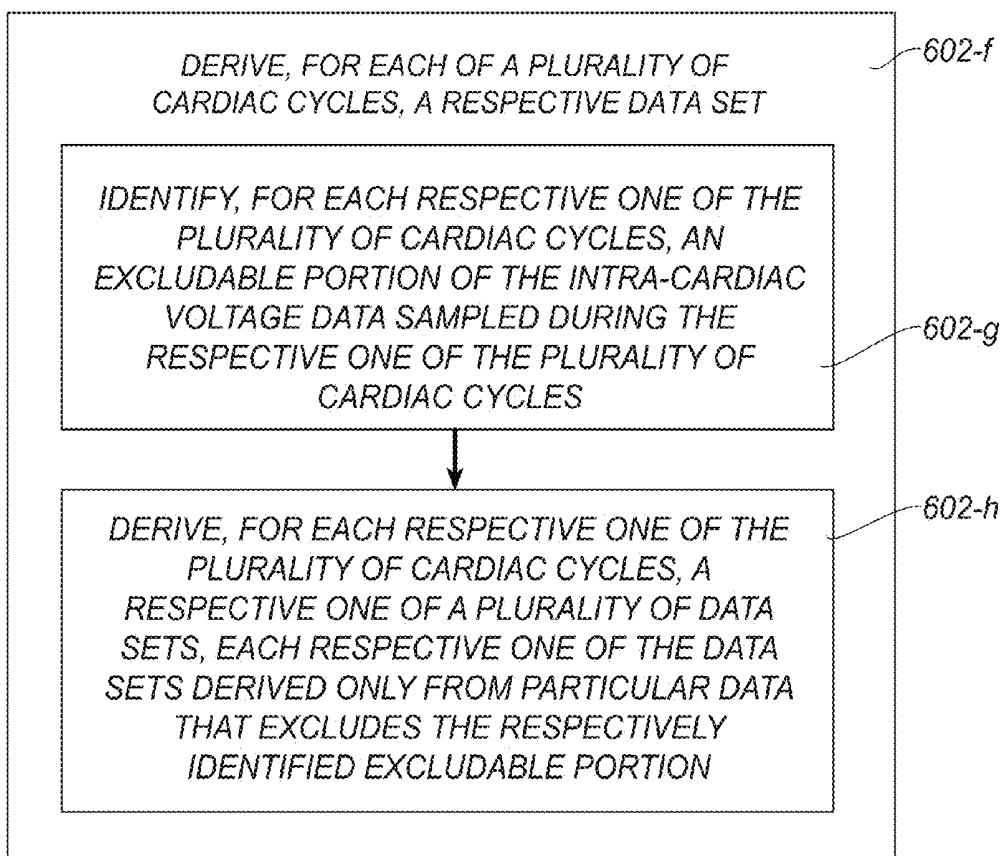 DERIVE, FOR EACH OF A PLURALITY OF
CARDIAC CYCLES, A RESPECTIVE DATA SET
602-f
IDENTIFY, FOR EACH RESPECTIVE ONE OF THE
PLURALITY OF CARDIAC CYCLES, AN
EXCLUDABLE PORTION OF THE INTRA-CARDIAC
VOLTAGE DATA SAMPLED DURING THE
RESPECTIVE ONE OF THE PLURALITY OF
CARDIAC CYCLES
602-g
DERIVE, FOR EACH RESPECTIVE ONE OF THE
PLURALITY OF CARDIAC CYCLES, A
RESPECTIVE ONE OF A PLURALITY OF DATA
SETS, EACH RESPECTIVE ONE OF THE DATA
SETS DERIVED ONLY FROM PARTICULAR DATA
THAT EXCLUDES THE RESPECTIVELY
IDENTIFIED EXCLUDABLE PORTION
602-h